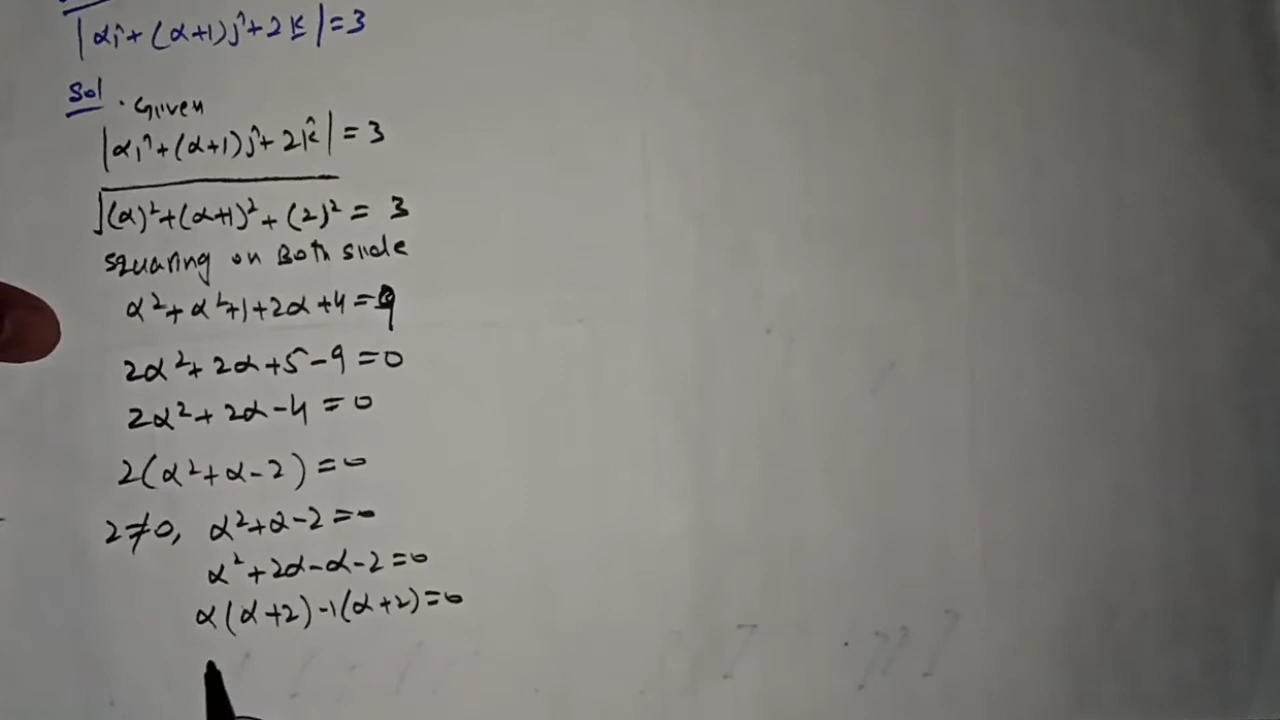 |αî+(α+1)ĵ+2k|=3
Sol . Given
|αî+(α+1)ĵ+2k̂|=3
√(α)²+(α+1)²+(2)² = 3
squaring on Both side
α²+α²+1+2α+4=9
2α²+2α+5-9=0
2α²+2α-4=0
2(α²+α-2)=0
2≠0, α²+α-2=0
α²+2α-α-2=0
α(α+2)-1(α+2)=0